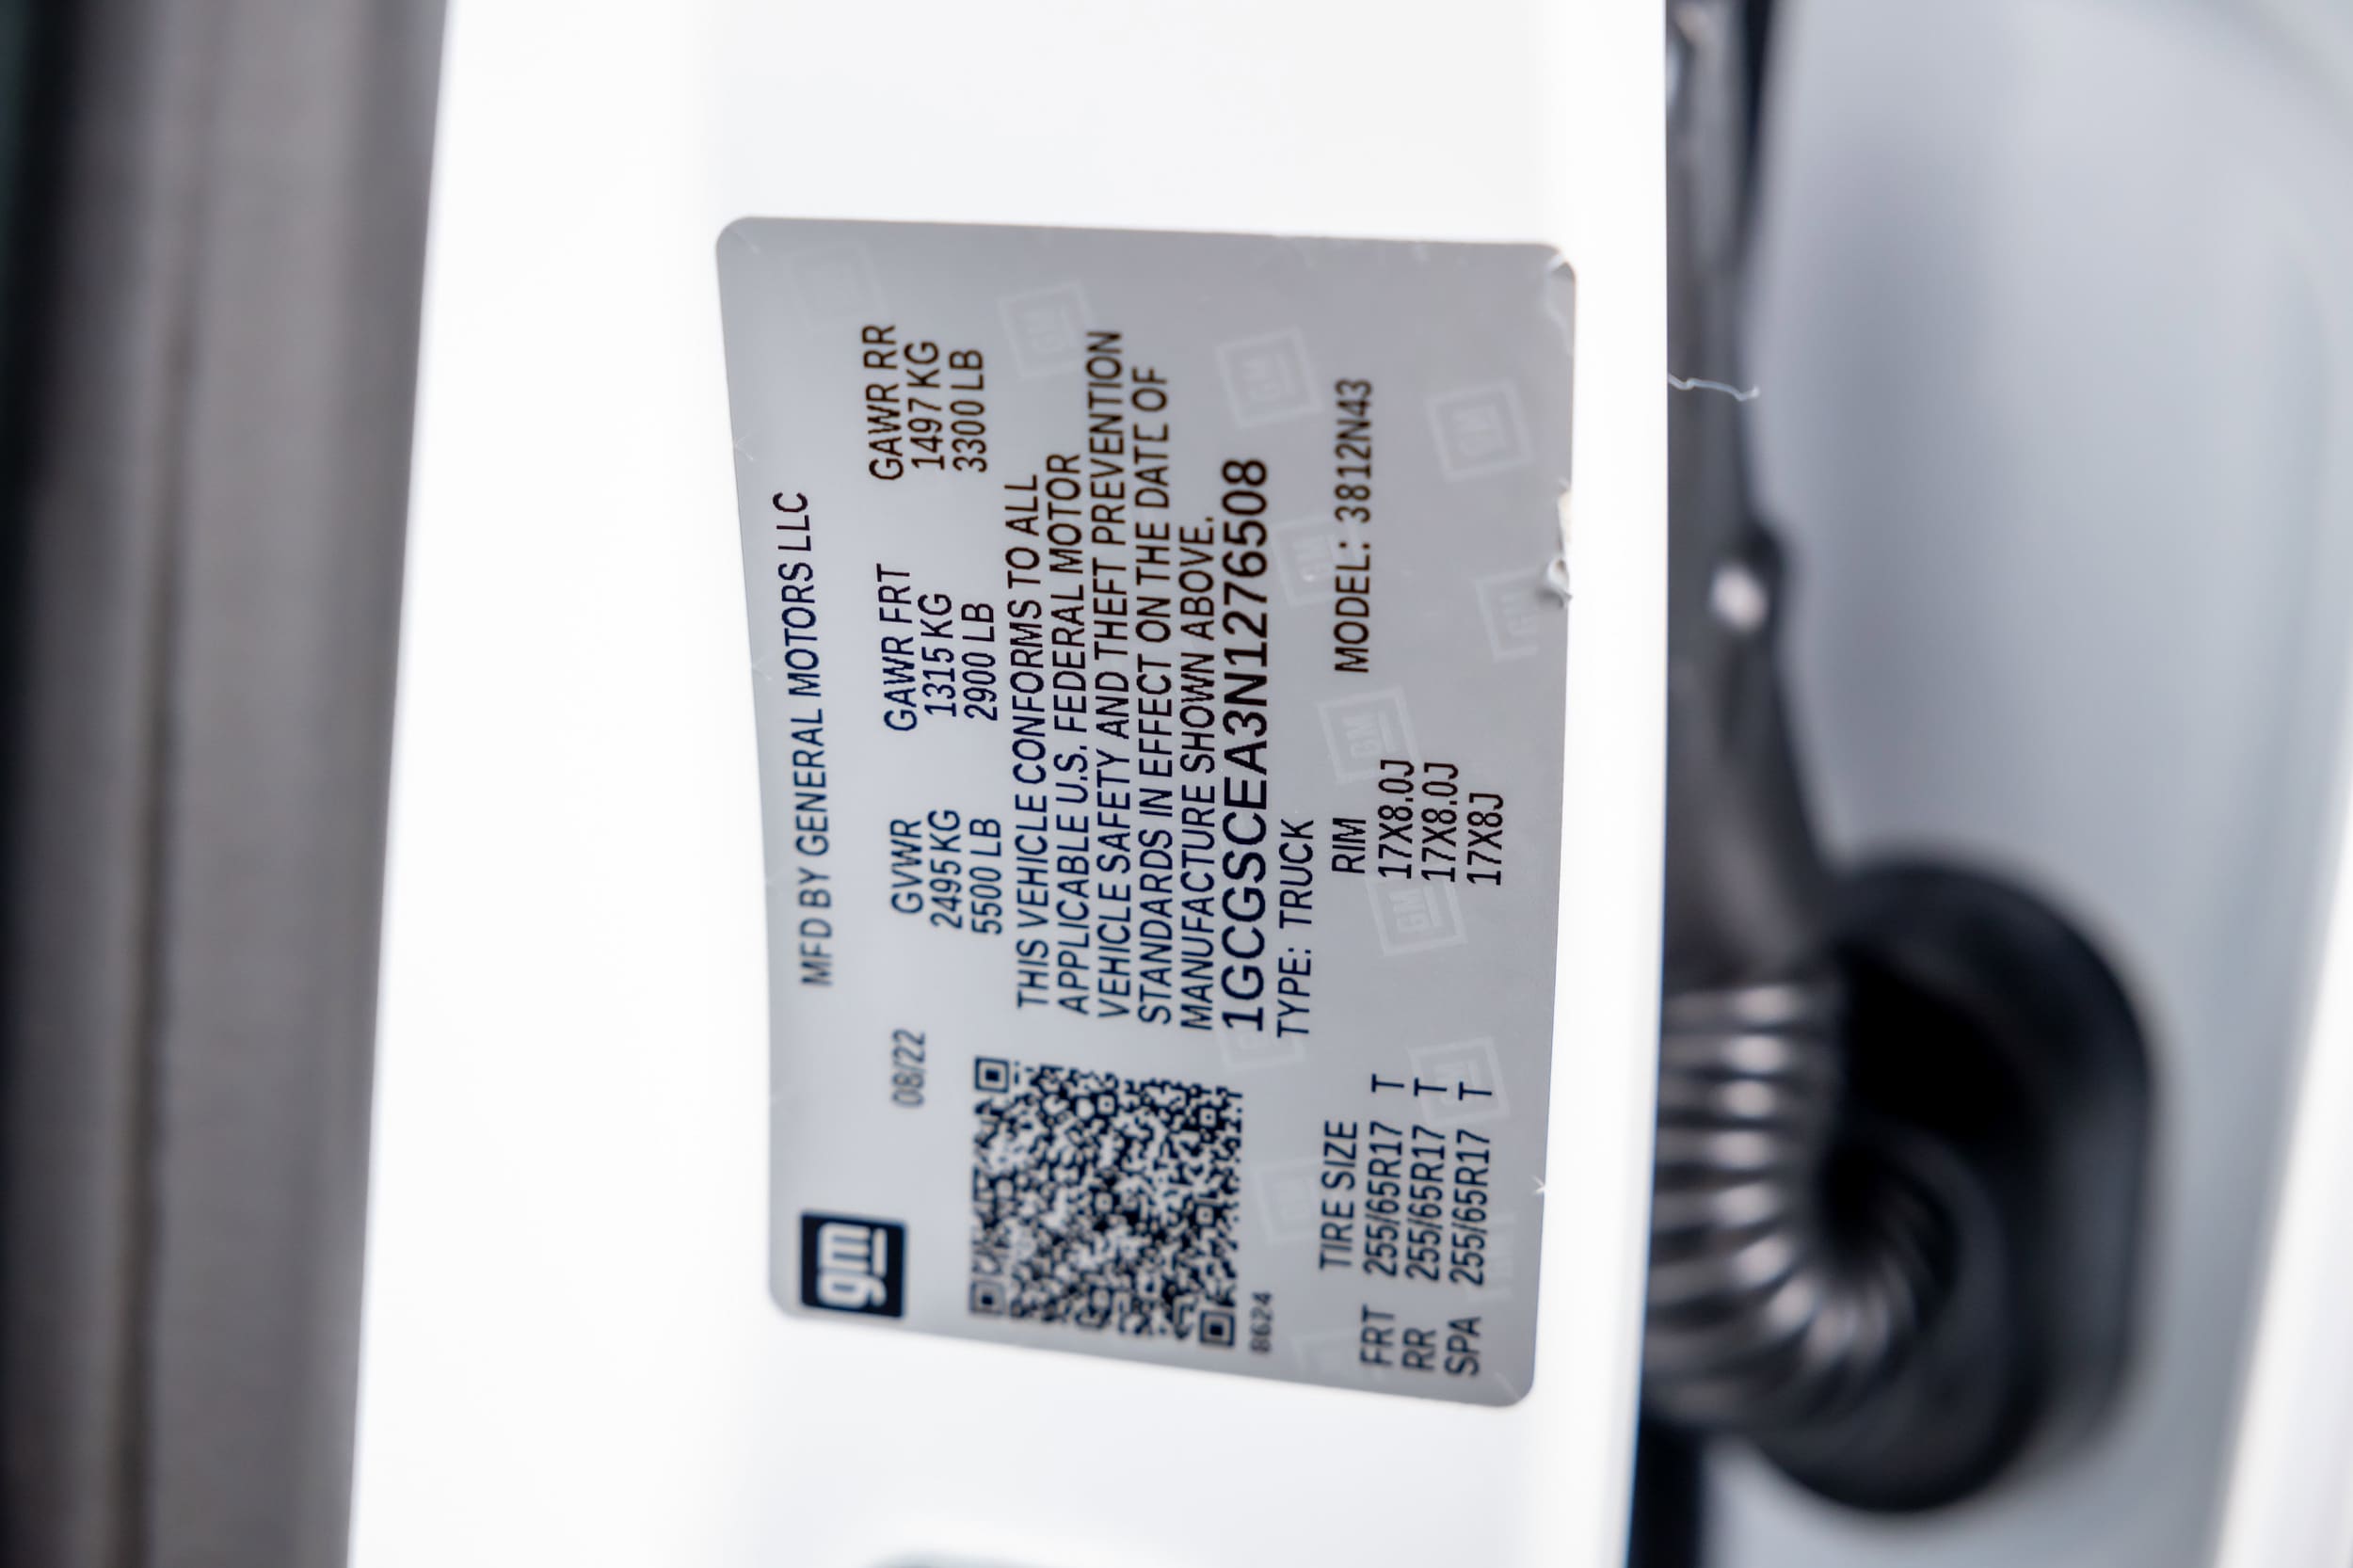 gm
MFD BY GENERAL MOTORS LLC
08/22
GVWR GAWR FRT GAWR RR
2495 KG 1315 KG 1497 KG
5500 LB 2900 LB 3300 LB
THIS VEHICLE CONFORMS TO ALL
APPLICABLE U.S. FEDERAL MOTOR
VEHICLE SAFETY AND THEFT PREVENTION
STANDARDS IN EFFECT ON THE DATE OF
MANUFACTURE SHOWN ABOVE.
1GCGSCEA3N1276508
TYPE: TRUCK
8624
TIRE SIZE RIM MODEL: 3812N43
FRT 255/65R17 T 17X8.0J
RR 255/65R17 T 17X8.0J
SPA 255/65R17 T 17X8J